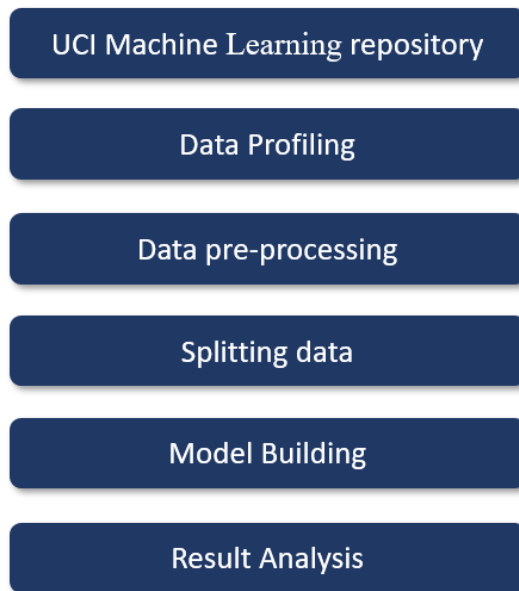 UCI Machine Learning repository
Data Profiling
Data pre-processing
Splitting data
Model Building
Result Analysis